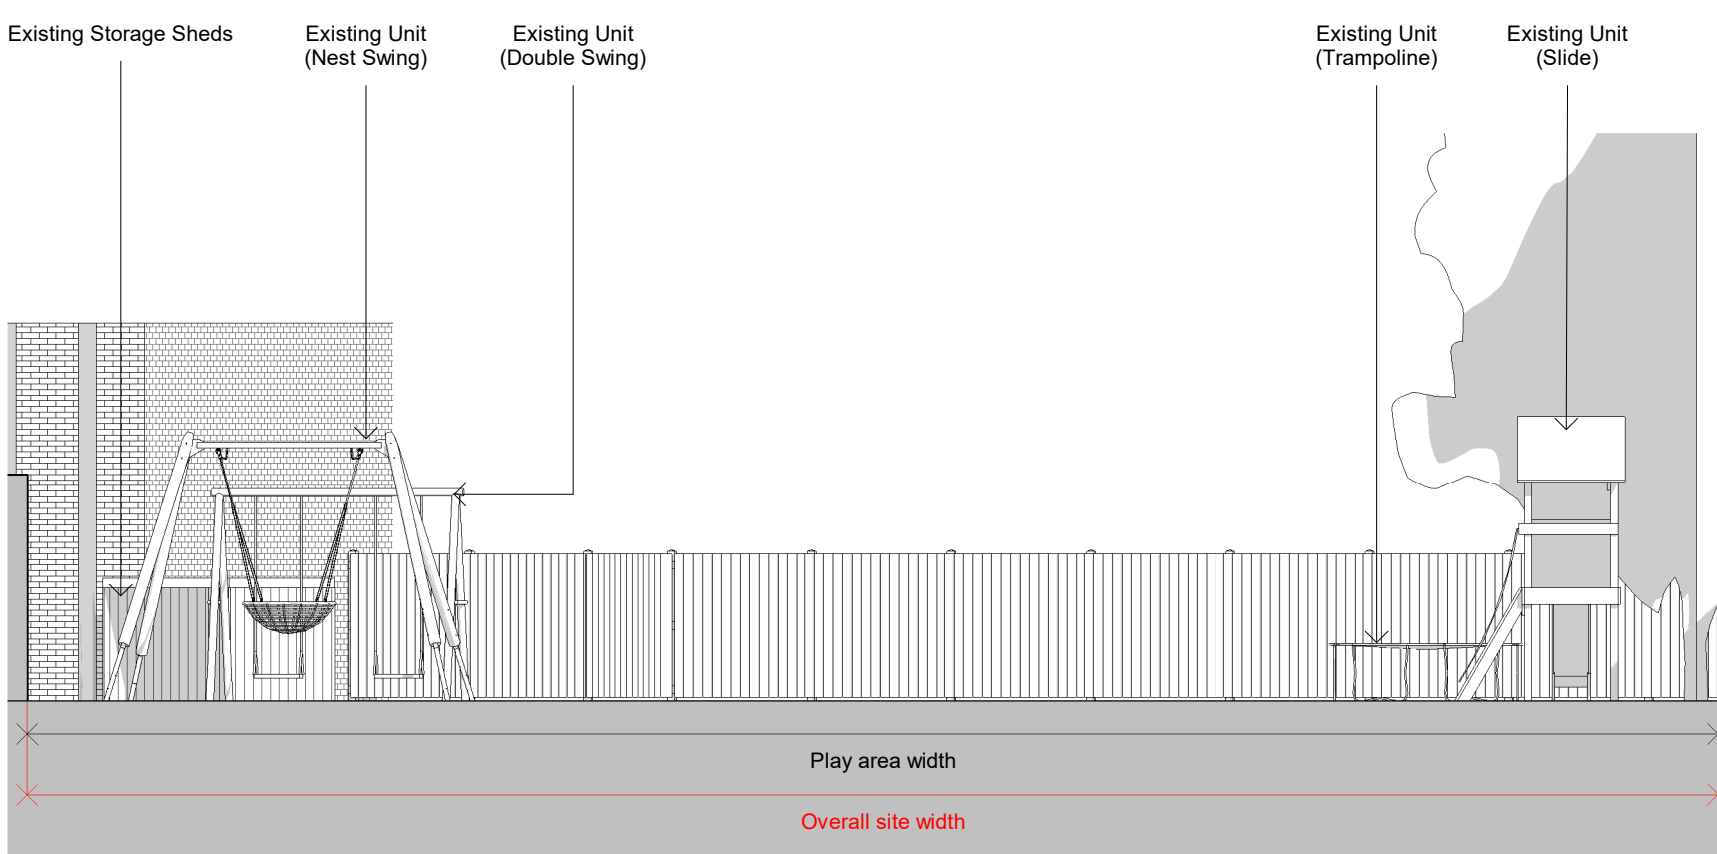 Existing Storage Sheds
Existing Unit
(Nest Swing)
Existing Unit
(Double Swing)
Existing Unit
(Trampoline)
Existing Unit
(Slide)
Play area width
Overall site width